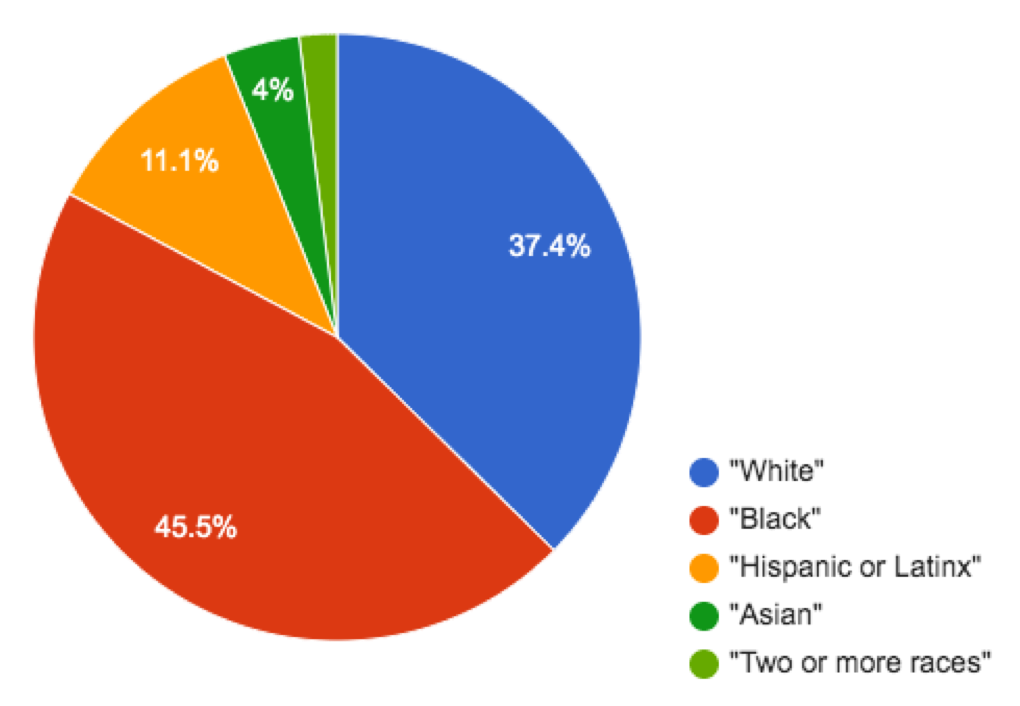 4%
11.1%
37.4%
45.5%
"White"
"Black"
"Hispanic or Latinx"
"Asian"
"Two or more races"